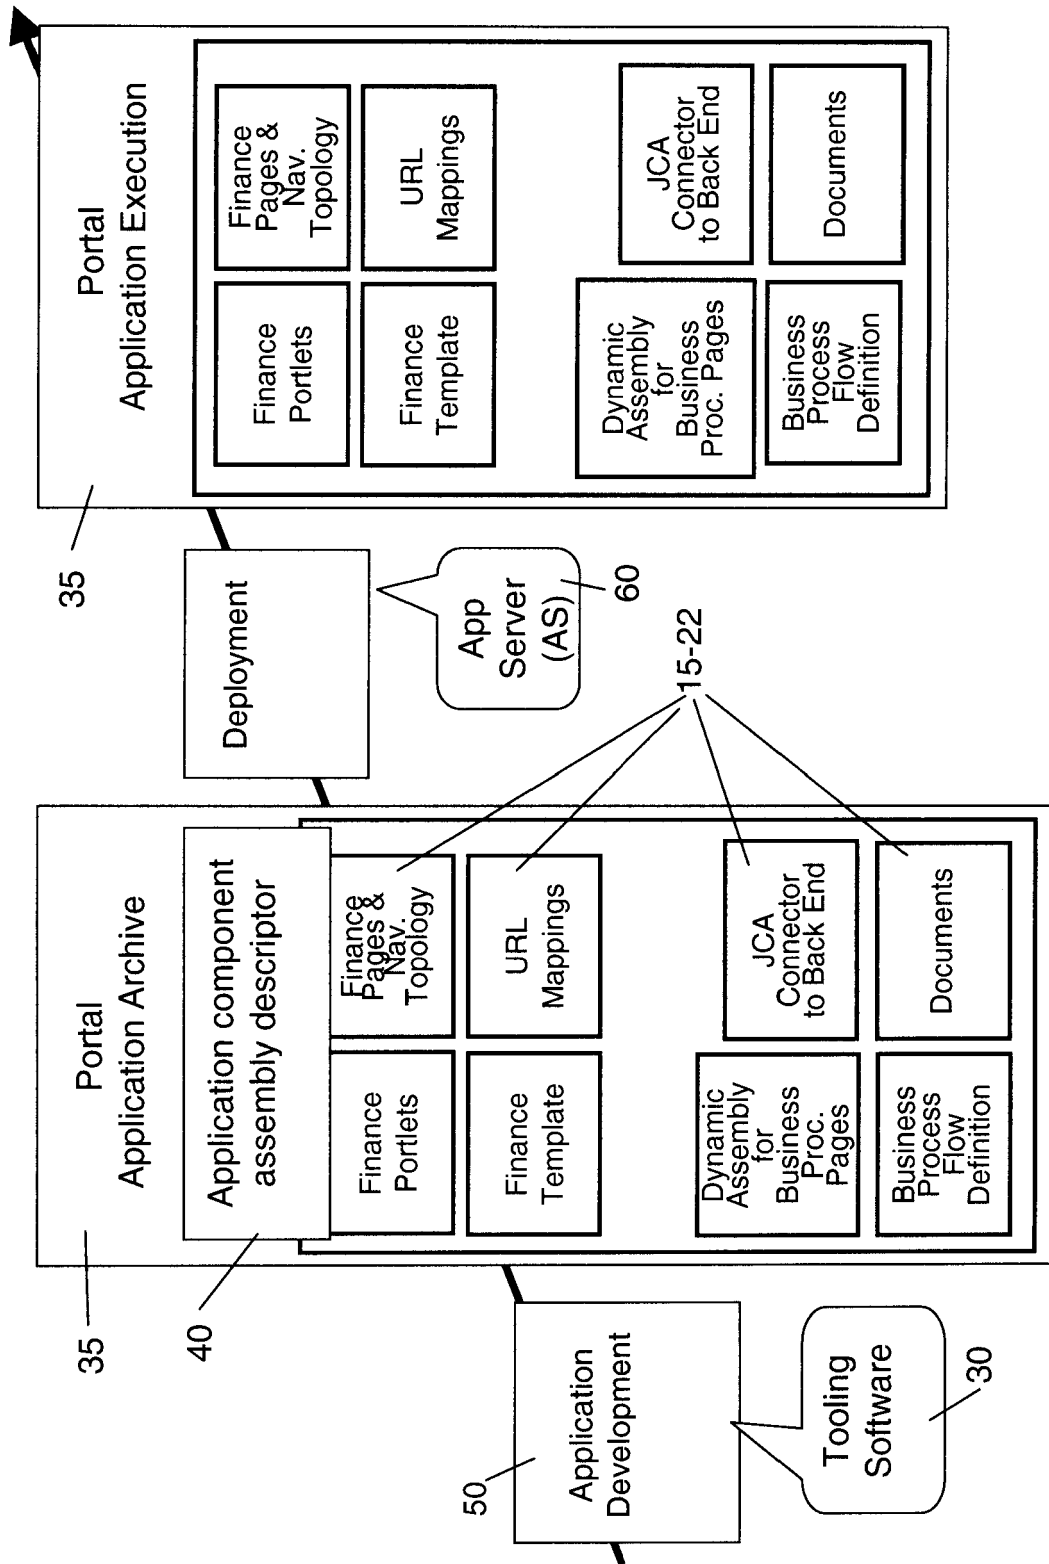 50
Application
Development
Tooling
Software
30
35
Portal
Application Archive
40
Application component
assembly descriptor
Finance
Portlets
Finance
Pages &
Nav.
Topology
Finance
Template
URL
Mappings
Dynamic
Assembly
for
Business
Proc.
Pages
JCA
Connector
to Back End
Business
Process
Flow
Definition
Documents
15-22
Deployment
App
Server
(AS)
60
35
Portal
Application Execution
Finance
Portlets
Finance
Pages &
Nav.
Topology
Finance
Template
URL
Mappings
Dynamic
Assembly
for
Business
Proc. Pages
JCA
Connector
to Back End
Business
Process
Flow
Definition
Documents